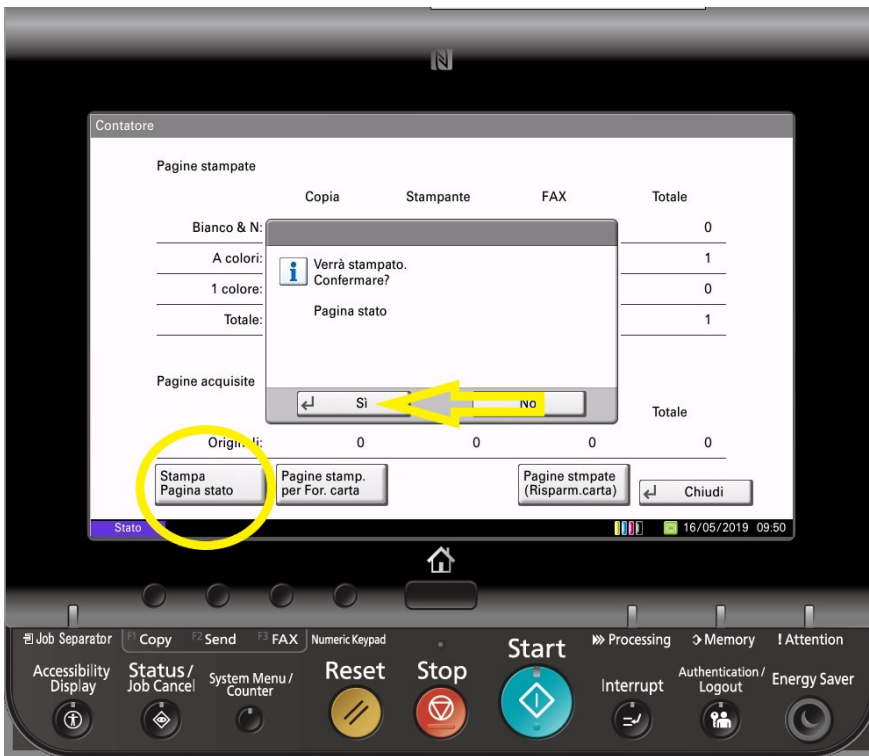 Contatore
Pagine stampate
Copia Stampante FAX Totale
Bianco & N: 0
A colori: 1
1 colore: 0
Totale: 1
Verrà stampato.
Confermare?
Pagina stato
Sì No
Pagine acquisite
Totale
Originali: 0 0 0 0
Stampa
Pagina stato
Pagine stamp.
per For. carta
Pagine stmpate
(Risparm.carta)
Chiudi
Stato 16/05/2019 09:50
Job Separator F1 Copy F2 Send F3 FAX Numeric Keypad Processing Memory ! Attention
Accessibility
Display
Status /
Job Cancel
System Menu /
Counter
Reset Stop Start
Interrupt
Authentication /
Logout
Energy Saver